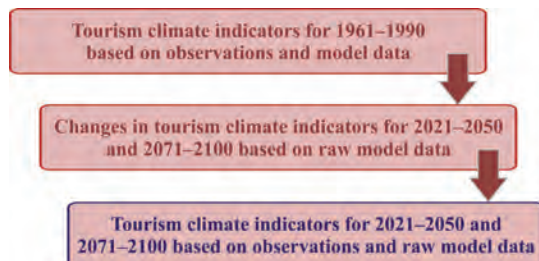 Tourism climate indicators for 1961–1990
based on observations and model data
Changes in tourism climate indicators for 2021–2050
and 2071–2100 based on raw model data
Tourism climate indicators for 2021–2050 and
2071–2100 based on observations and raw model data